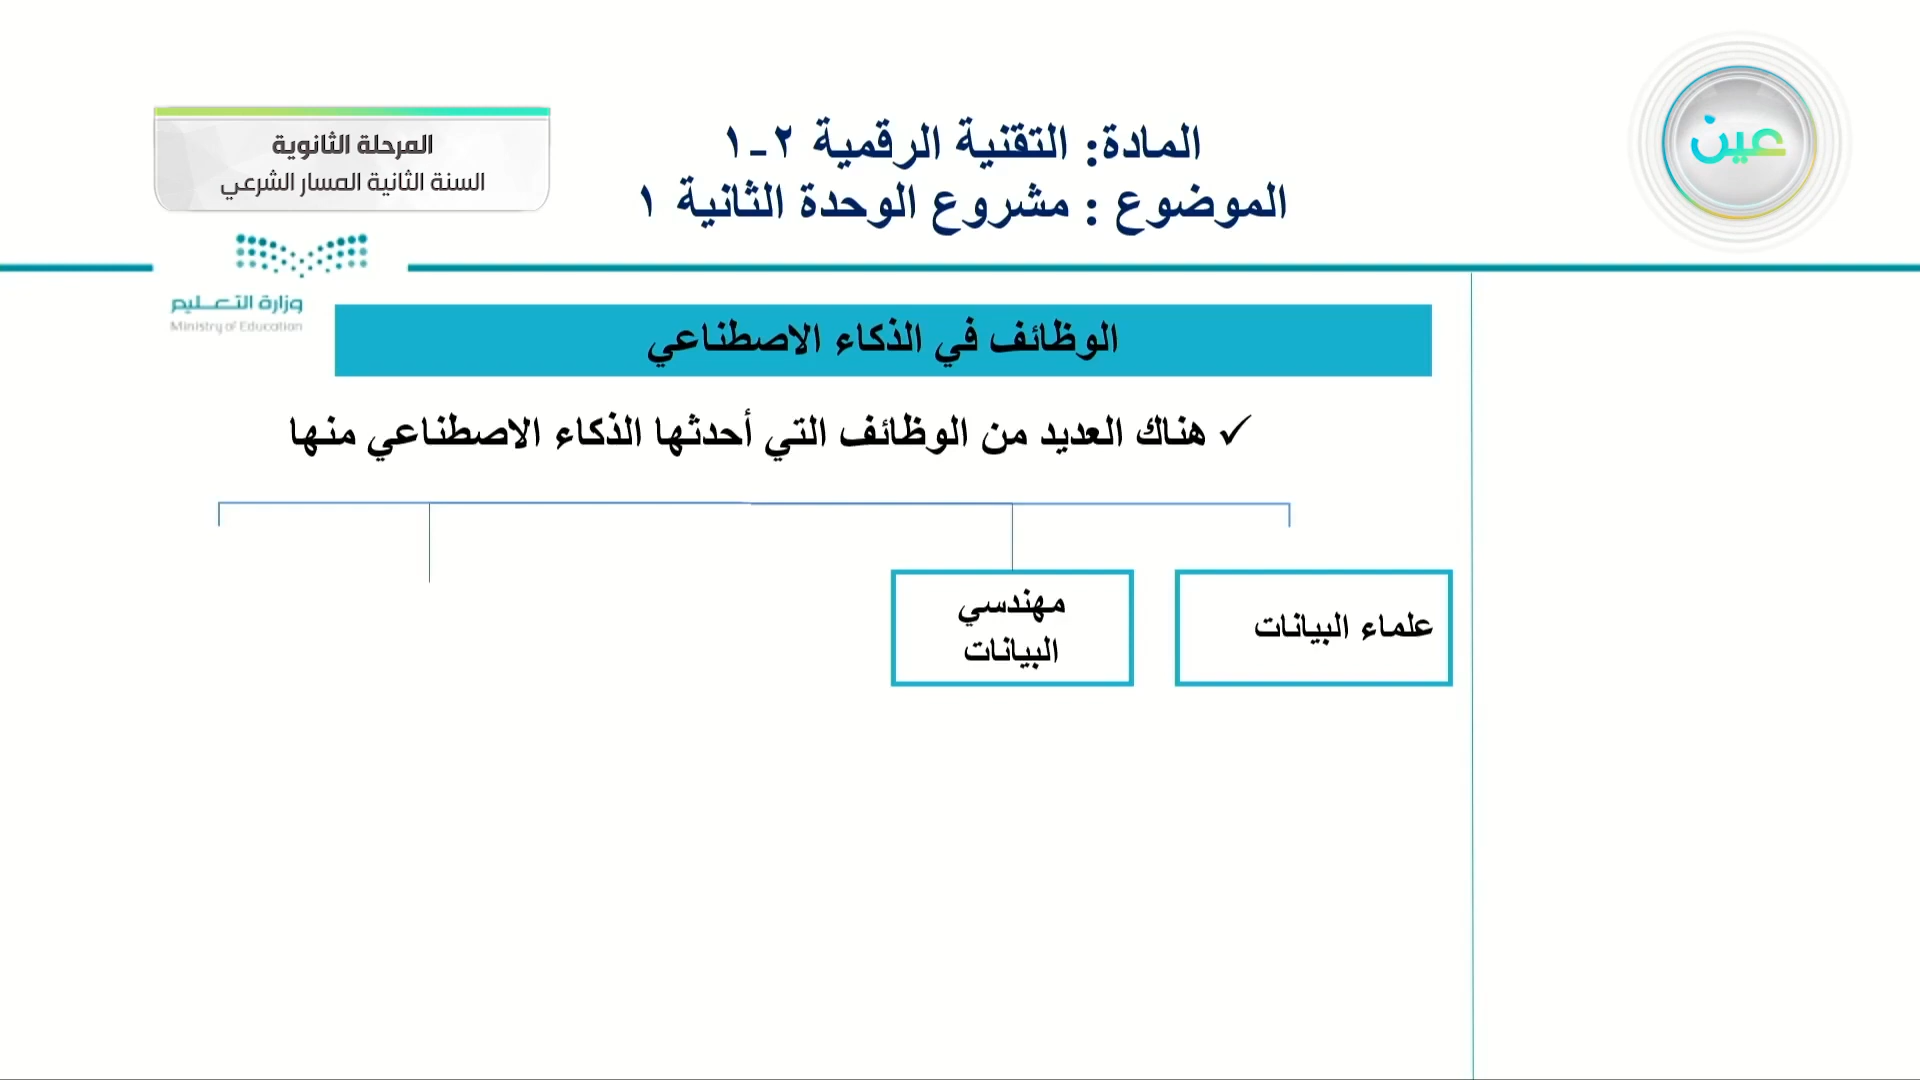 عين
المادة: التقنية الرقمية ٢-١
الموضوع : مشروع الوحدة الثانية ١
المرحلة الثانوية
السنة الثانية المسار الشرعي
وزارة التعليم
Ministry of Education
الوظائف في الذكاء الاصطناعي
✓ هناك العديد من الوظائف التي أحدثها الذكاء الاصطناعي منها
علماء البيانات
مهندسي
البيانات